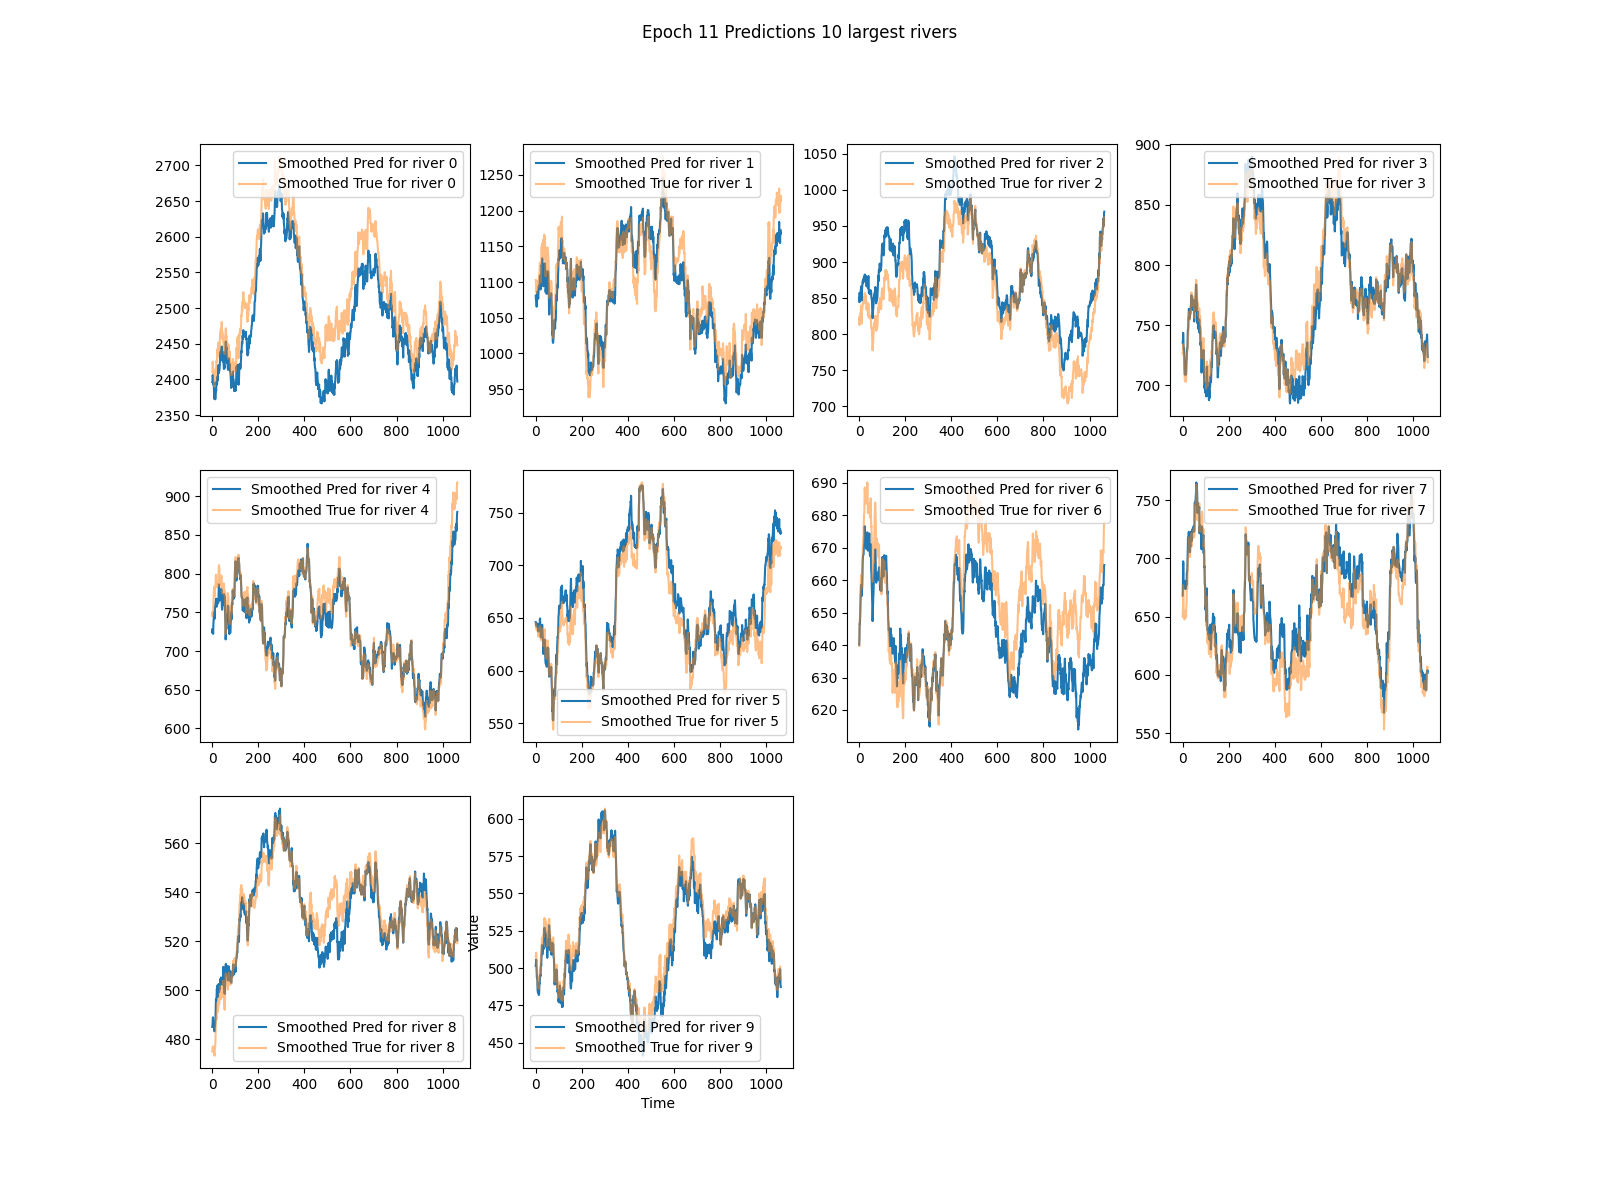 Epoch 11 Predictions 10 largest rivers
Smoothed Pred for river 0
Smoothed True for river 0
2700
2650
2600
2550
2500
2450
2400
2350
0 200 400 600 800 1000
Smoothed Pred for river 1
Smoothed True for river 1
1250
1200
1150
1100
1050
1000
950
0 200 400 600 800 1000
Smoothed Pred for river 2
Smoothed True for river 2
1050
1000
950
900
850
800
750
700
0 200 400 600 800 1000
Smoothed Pred for river 3
Smoothed True for river 3
900
850
800
750
700
0 200 400 600 800 1000
Smoothed Pred for river 4
Smoothed True for river 4
900
850
800
750
700
650
600
0 200 400 600 800 1000
750
700
650
600
550
Smoothed Pred for river 5
Smoothed True for river 5
0 200 400 600 800 1000
Smoothed Pred for river 6
Smoothed True for river 6
690
680
670
660
650
640
630
620
0 200 400 600 800 1000
Smoothed Pred for river 7
Smoothed True for river 7
750
700
650
600
550
0 200 400 600 800 1000
560
540
520
500
480
Smoothed Pred for river 8
Smoothed True for river 8
0 200 400 600 800 1000
Value
600
575
550
525
500
475
450
Smoothed Pred for river 9
Smoothed True for river 9
0 200 400 600 800 1000
Time